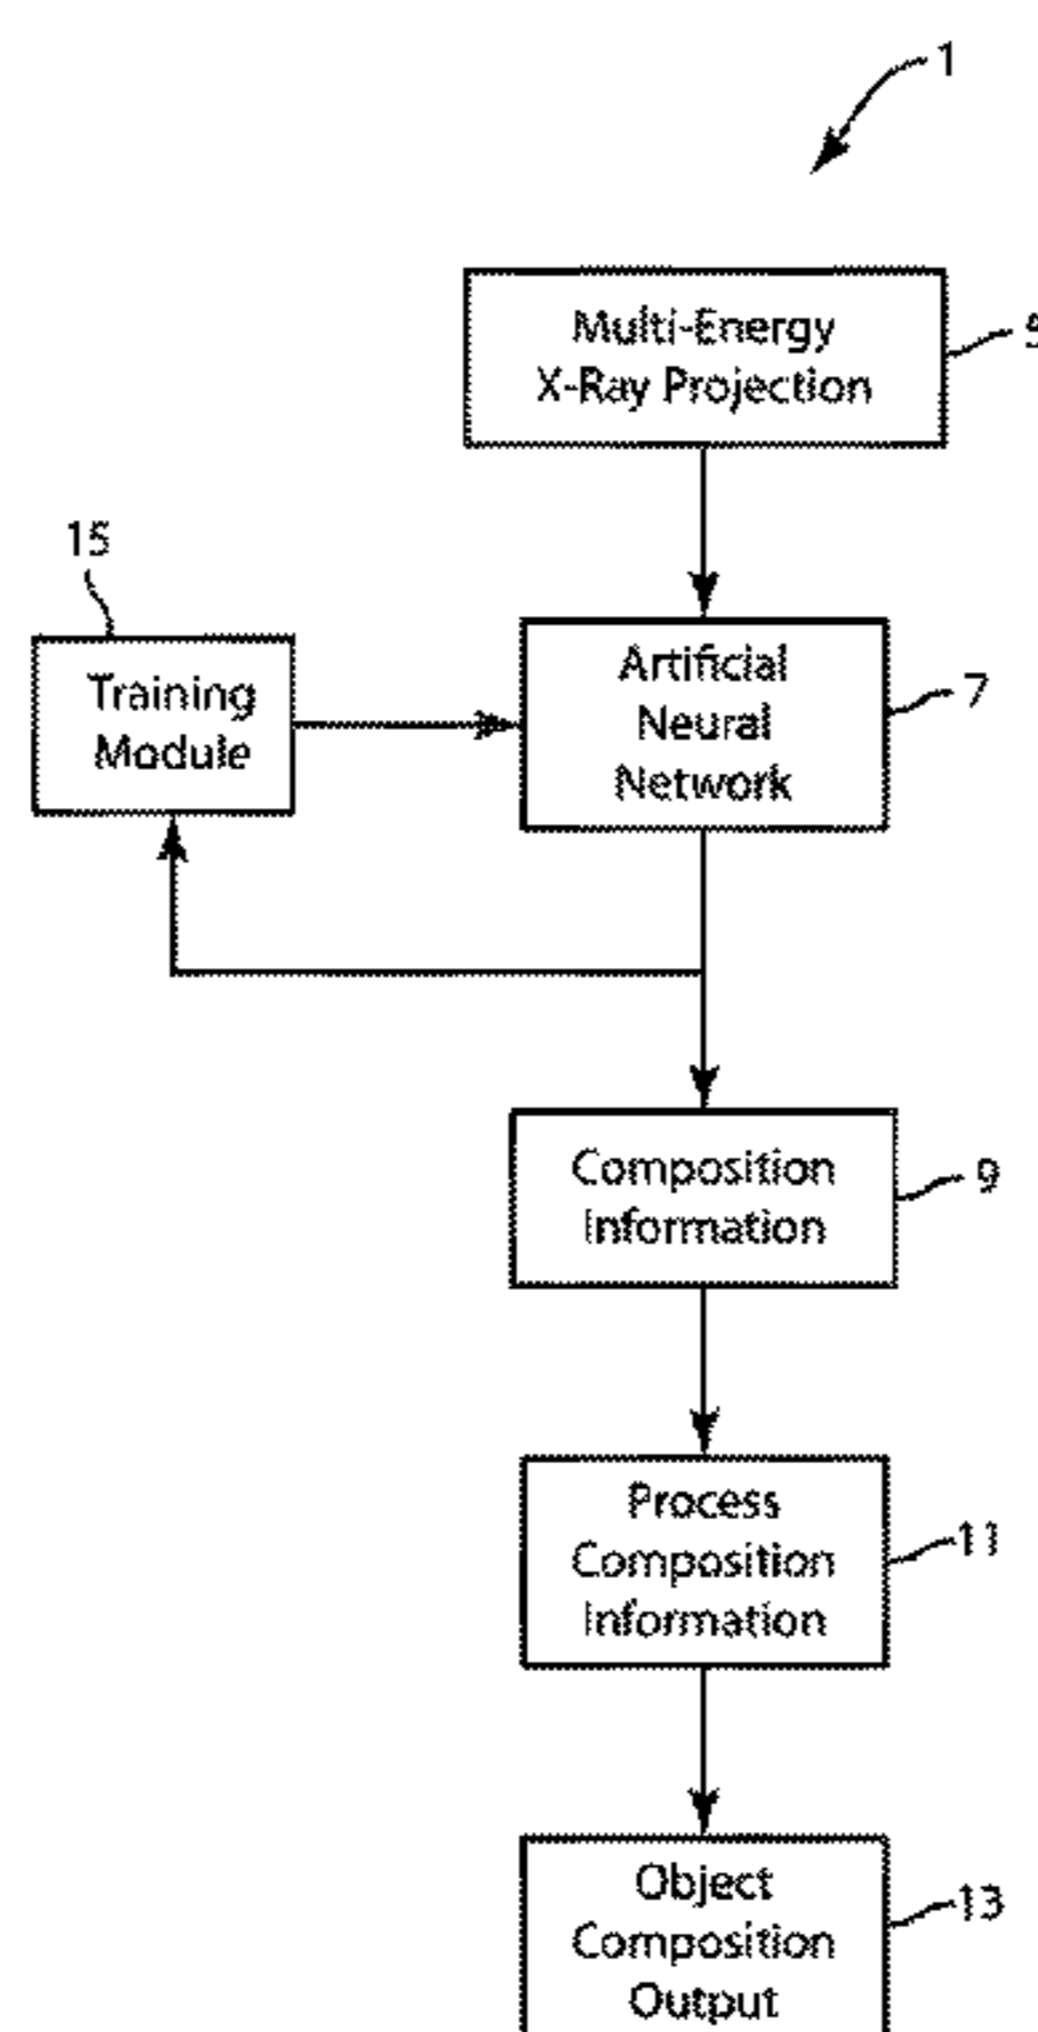 1
Multi-Energy
X-Ray Projection
5
15
Training
Module
Artificial
Neural
Network
7
Composition
Information
9
Process
Composition
Information
11
Object
Composition
Output
13